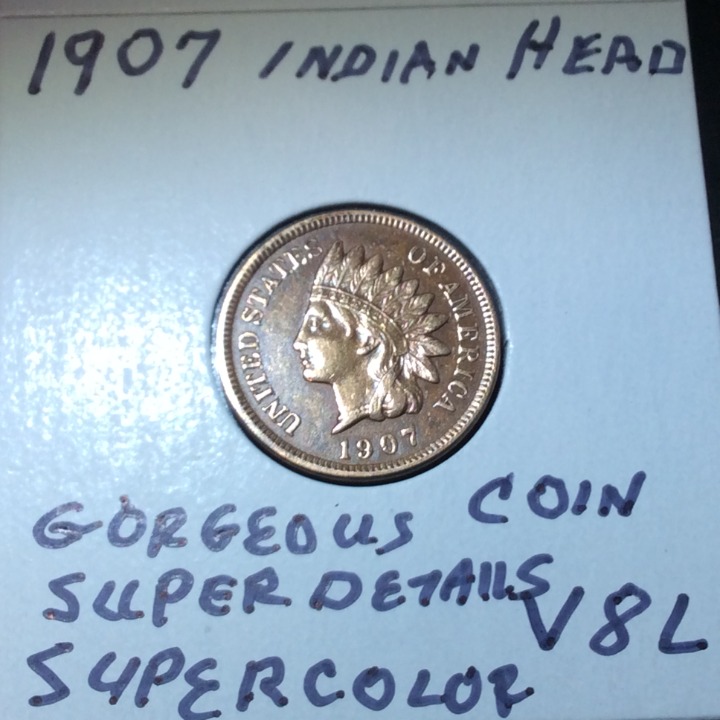 1907 INDIAN HEAD
UNITED STATES OF AMERICA
1907
GORGEOUS COIN
SUPER DETAILS
V8L
SUPERCOLOR